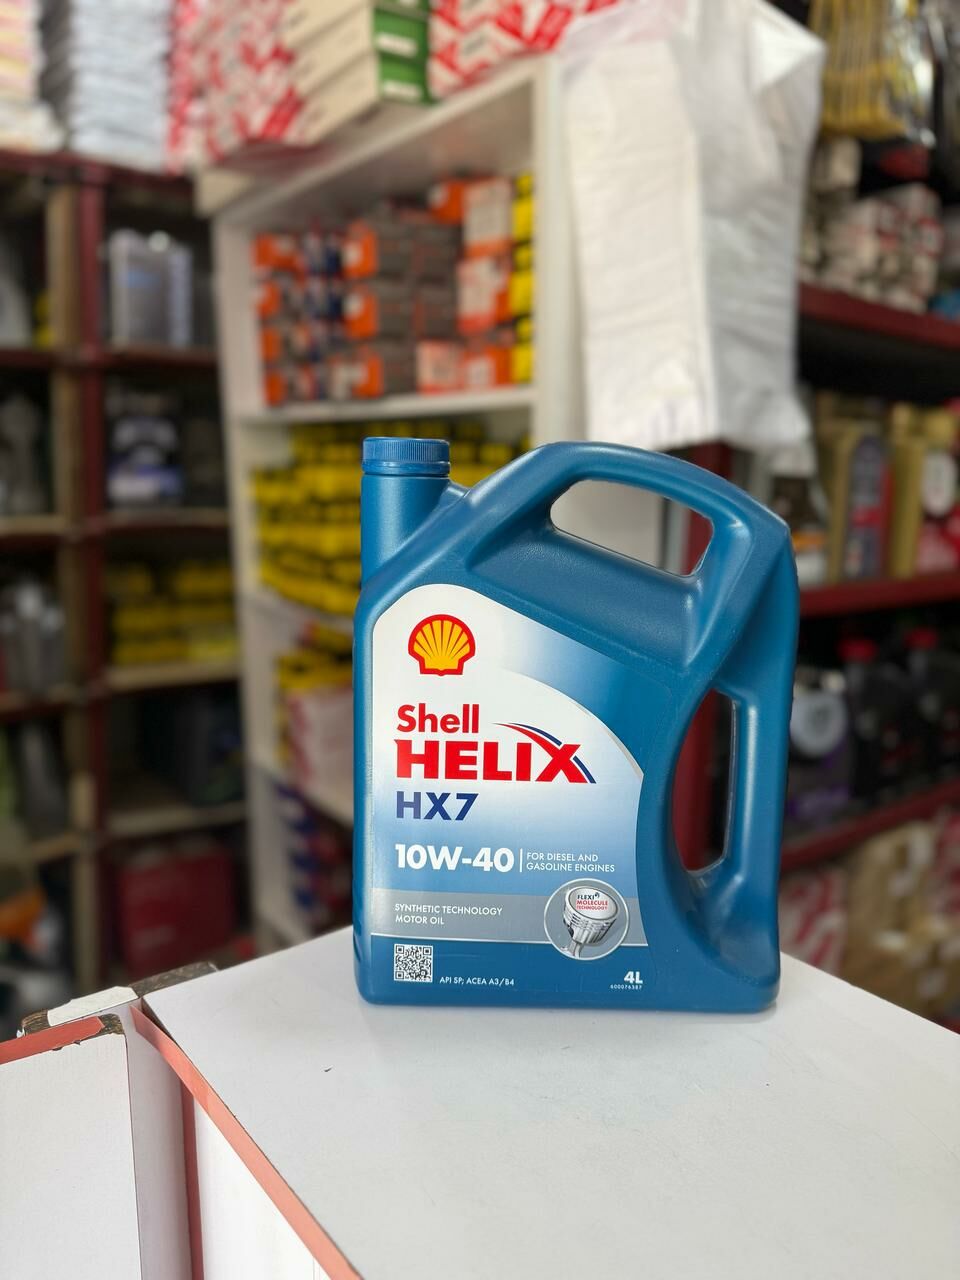 Shell
HELIX
HX7
10W-40
FOR DIESEL AND
GASOLINE ENGINES
FLEXI
MOLECULE
TECHNOLOGY
SYNTHETIC TECHNOLOGY
MOTOR OIL
API SP; ACEA A3/B4
4L
600076387